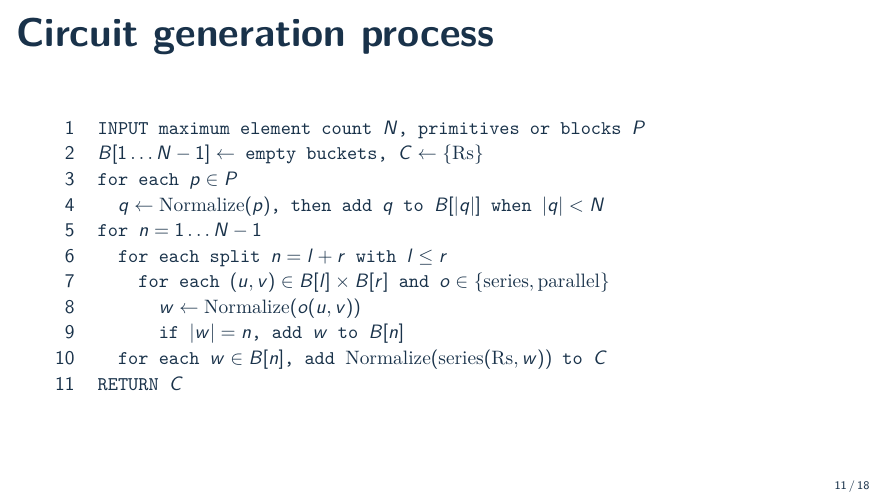 Circuit generation process
1 INPUT maximum element count N, primitives or blocks P
2 B[1...N − 1] ← empty buckets, C ← {Rs}
3 for each p ∈ P
4 q ← Normalize(p), then add q to B[|q|] when |q| < N
5 for n = 1...N − 1
6 for each split n = l + r with l ≤ r
7 for each (u, v) ∈ B[l] × B[r] and o ∈ {series, parallel}
8 w ← Normalize(o(u, v))
9 if |w| = n, add w to B[n]
10 for each w ∈ B[n], add Normalize(series(Rs, w)) to C
11 RETURN C
11 / 18